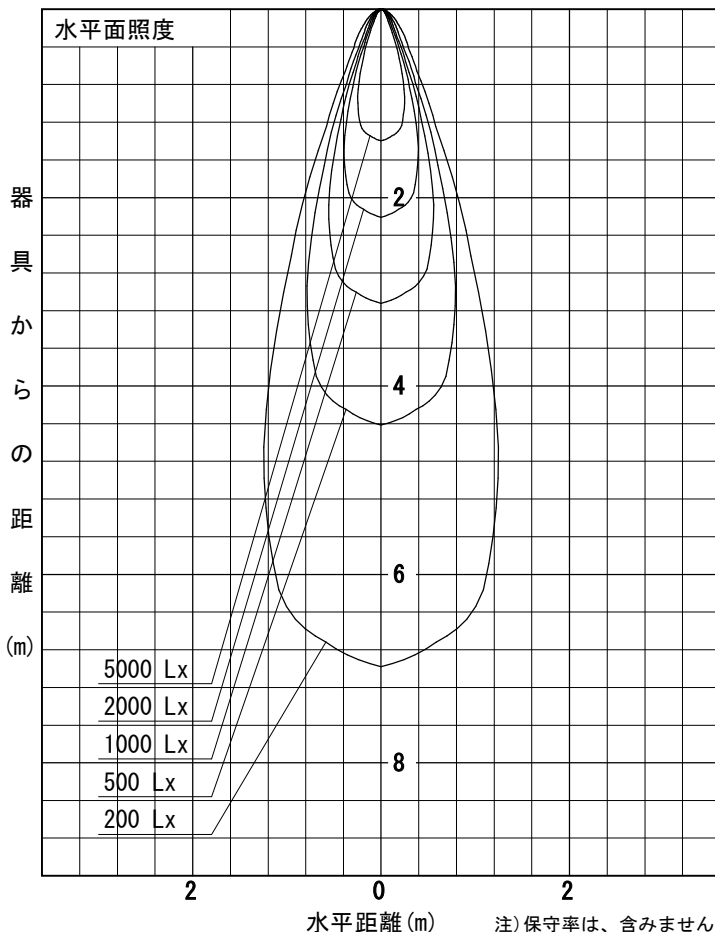 水平面照度
器具からの距離(m)
2
4
6
8
5000 Lx
2000 Lx
1000 Lx
500 Lx
200 Lx
2 0 2
水平距離(m)
注)保守率は、含みません